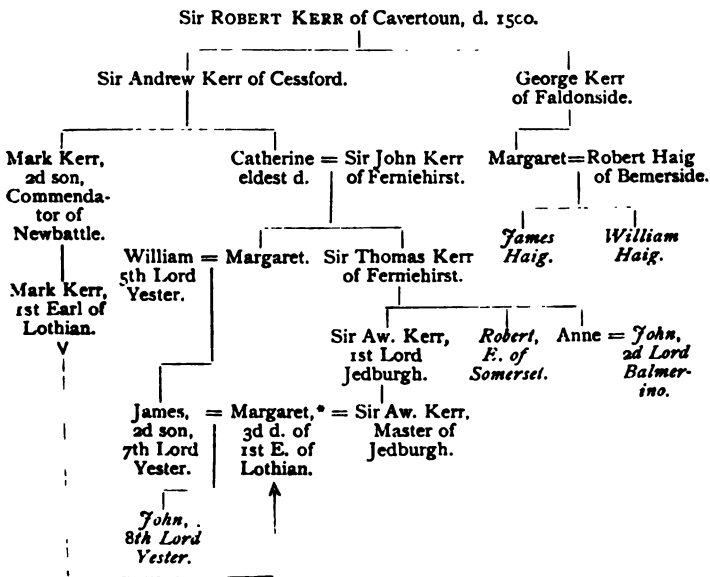 Sir ROBERT KERR of Cavertoun, d. 15co.
Sir Andrew Kerr of Cessford.
George Kerr
of Faldonside.
Mark Kerr,
2d son,
Commenda-
tor of
Newbattle.
Catherine = Sir John Kerr
eldest d. of Ferniehirst.
Margaret = Robert Haig
of Bemerside.
James
Haig.
William
Haig.
William = Margaret.
5th Lord
Yester.
Sir Thomas Kerr
of Ferniehirst.
Mark Kerr,
1st Earl of
Lothian.
Sir Aw. Kerr,
1st Lord
Jedburgh.
Robert,
E. of
Somerset.
Anne = John,
2d Lord
Balmer-
ino.
James, = Margaret,* = Sir Aw. Kerr,
2d son, 3d d. of Master of
7th Lord 1st E. of Jedburgh.
Yester. Lothian.
John,
8th Lord
Yester.